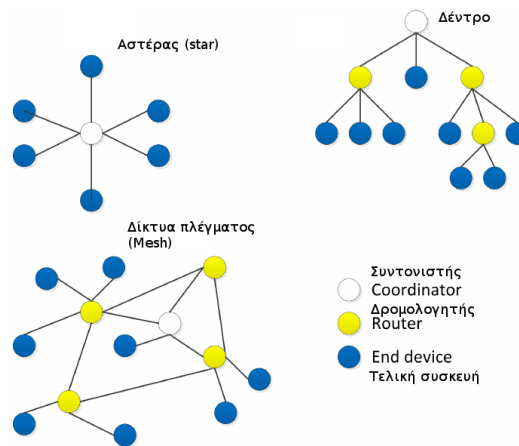 Αστέρας (star)
Δέντρο
Δίκτυα πλέγματος
(Mesh)
Συντονιστής
Coordinator
Δρομολογητής
Router
End device
Τελική συσκευή